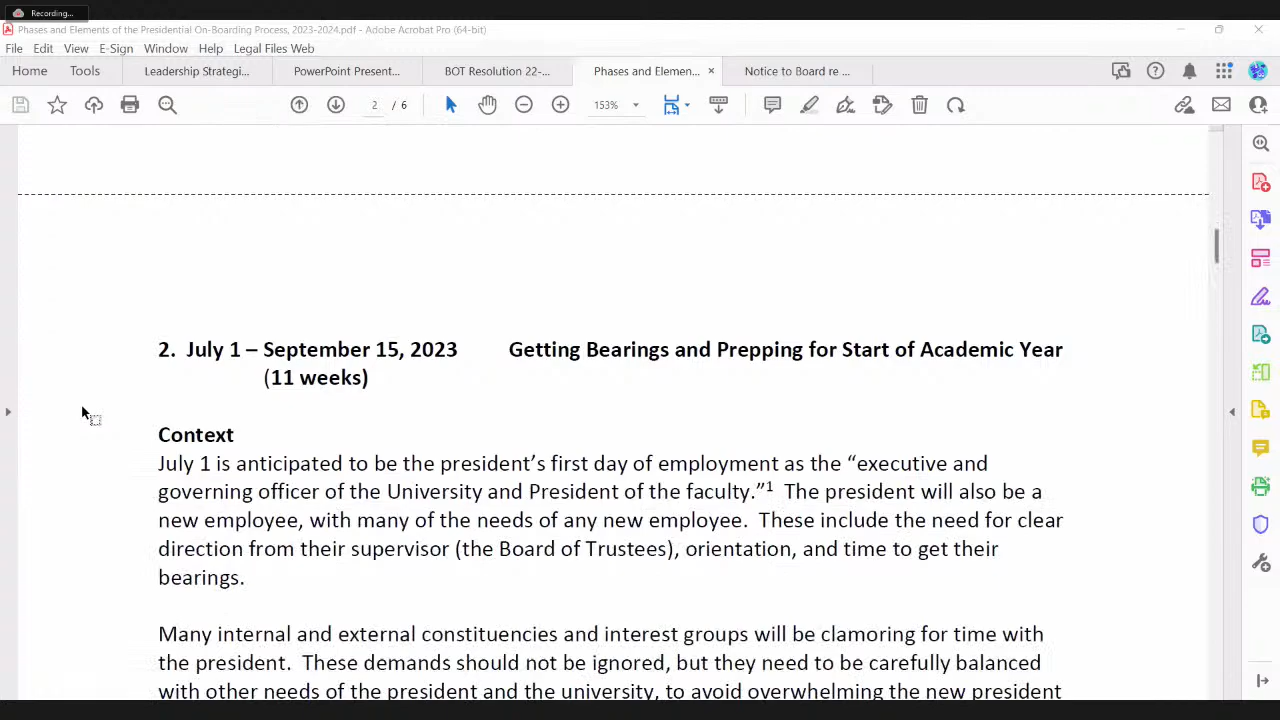 Recording...
Phases and Elements of the Presidential On-Boarding Process, 2023-2024.pdf - Adobe Acrobat Pro (64-bit)
File Edit View E-Sign Window Help Legal Files Web
Home Tools Leadership Strategi... PowerPoint Present... BOT Resolution 22-... Phases and Elemen... × Notice to Board re ...
2 / 6 153%
2. July 1 – September 15, 2023 Getting Bearings and Prepping for Start of Academic Year
(11 weeks)
Context
July 1 is anticipated to be the president’s first day of employment as the “executive and
governing officer of the University and President of the faculty.”1 The president will also be a
new employee, with many of the needs of any new employee. These include the need for clear
direction from their supervisor (the Board of Trustees), orientation, and time to get their
bearings.
Many internal and external constituencies and interest groups will be clamoring for time with
the president. These demands should not be ignored, but they need to be carefully balanced
with other needs of the president and the university, to avoid overwhelming the new president